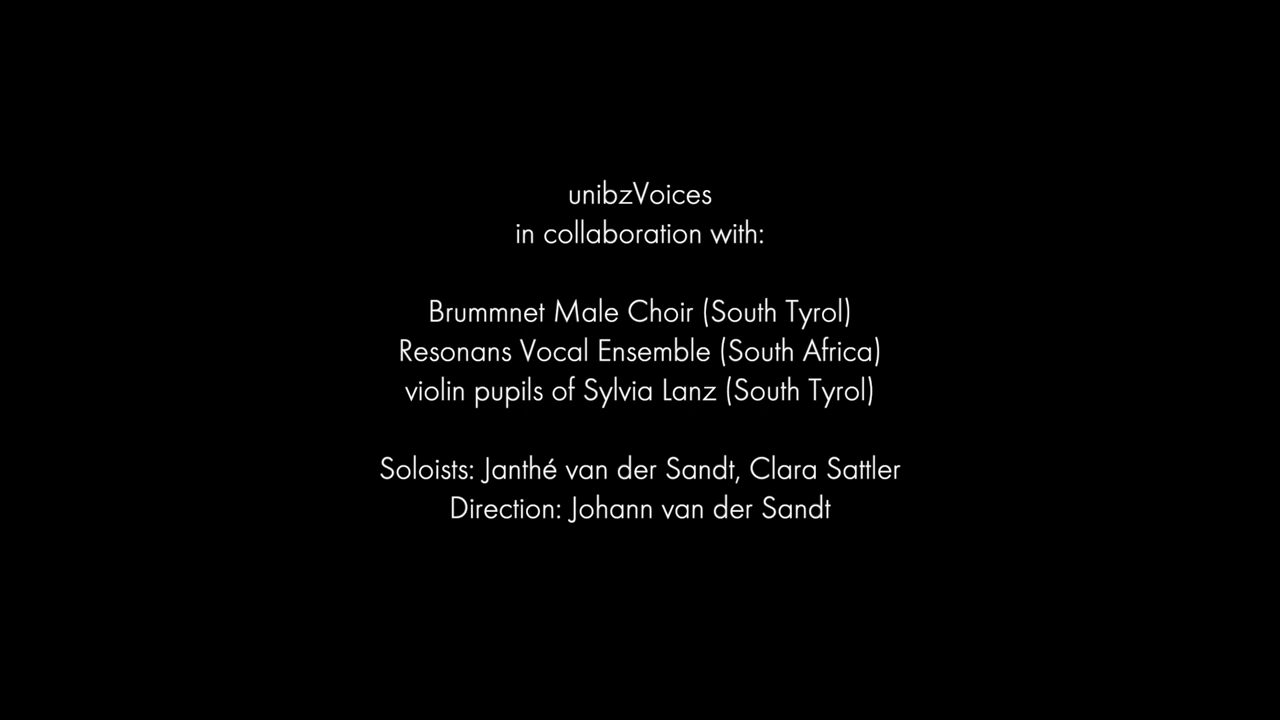 unibzVoices
in collaboration with:
Brummnet Male Choir (South Tyrol)
Resonans Vocal Ensemble (South Africa)
violin pupils of Sylvia Lanz (South Tyrol)
Soloists: Janthé van der Sandt, Clara Sattler
Direction: Johann van der Sandt